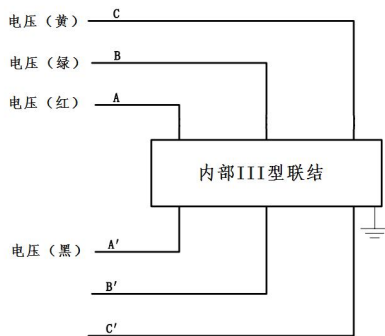 电压（黄） C
电压（绿） B
电压（红） A
内部III型联结
电压（黑） A′
B′
C′